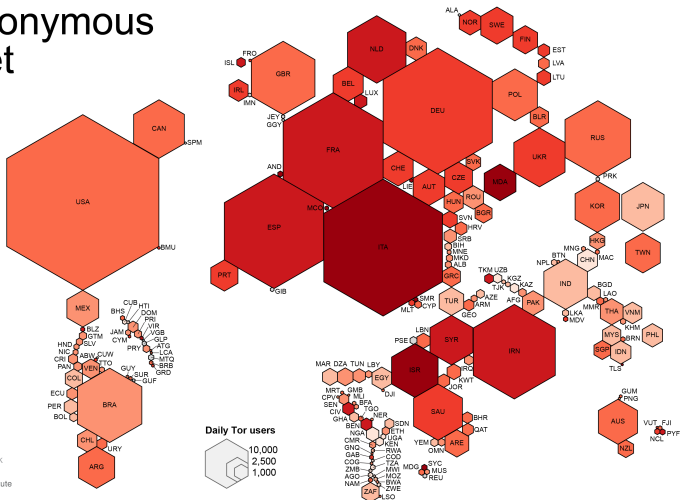 onymous
et
ALA
NOR
SWE
FIN
EST
LVA
LTU
FRO
ISL
IRL
IMN
GBR
JEY
GGY
NLD
DNK
BEL
LUX
DEU
POL
BLR
UKR
RUS
PRK
CAN
SPM
USA
BMU
FRA
AND
MCO
CHE
LIE
AUT
CZE
SVK
MDA
HUN
ROU
BGR
SVN
HRV
SRB
BIH
MNE
MKD
ALB
GRC
ESP
PRT
GIB
ITA
MLT
SMR
CYP
KOR
JPN
HKG
TWN
MNG
MAC
CHN
BTN
NPL
IND
LKA
MDV
BGD
LAO
MMR
THA
VNM
KHM
MYS
BRN
PHL
SGP
IDN
TLS
TKM
UZB
TJK
KGZ
KAZ
AFG
PAK
TUR
GEO
AZE
ARM
LBN
PSE
SYR
ISR
IRN
IRQ
KWT
JOR
SAU
BHR
QAT
YEM
OMN
ARE
MEX
BLZ
GTM
SLV
HND
NIC
CRI
PAN
COL
ABW
CUW
TTO
VEN
GUY
SUR
GUF
ECU
PER
BOL
BRA
CHL
URY
ARG
CUB
HTI
BHS
DOM
PRI
JAM
VIR
CYM
VGB
GLP
PRY
ATG
LCA
MTQ
BRB
GRD
MAR
DZA
TUN
LBY
EGY
DJI
MRT
GMB
CPV
MLI
SEN
BFA
CIV
TGO
GHA
NER
BEN
SDN
NGA
ETH
UGA
CMR
KEN
GNQ
RWA
GAB
COD
COG
TZA
ZMB
MWI
AGO
MOZ
NAM
BWA
ZWE
ZAF
LSO
MDG
SYC
MUS
REU
GUM
PNG
AUS
NZL
VUT
FJI
PYF
NCL
Daily Tor users
10,000
2,500
1,000
k
ute